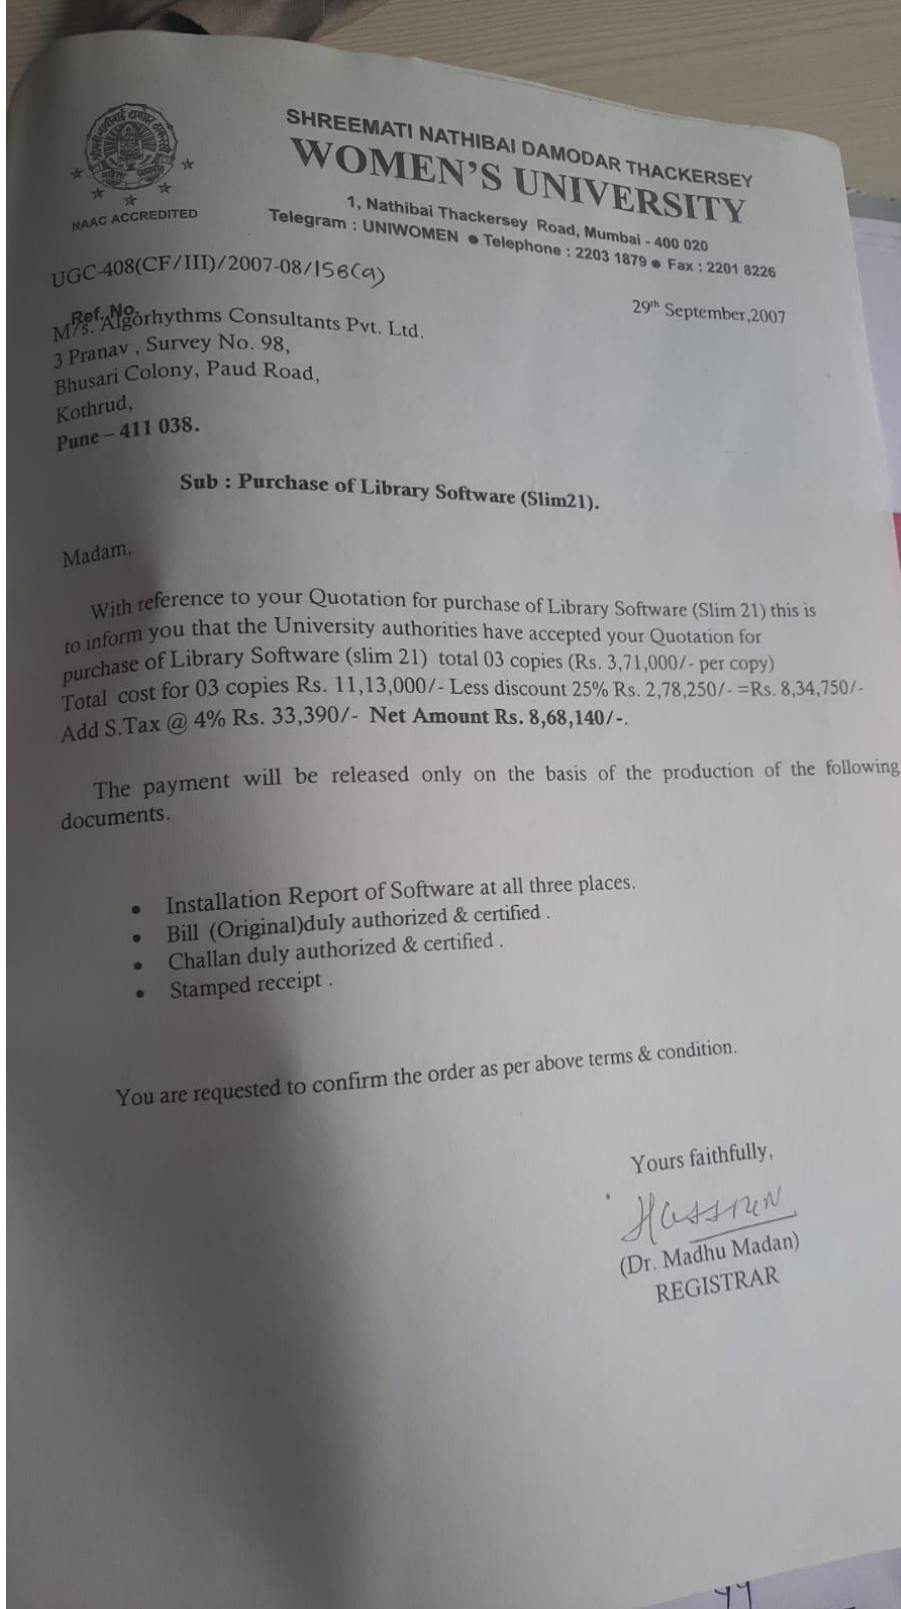 SHREEMATI NATHIBAI DAMODAR THACKERSEY
WOMEN'S UNIVERSITY
1, Nathibai Thackersey Road, Mumbai - 400 020
Telegram : UNIWOMEN ● Telephone : 2203 1879 ● Fax : 2201 8226
NAAC ACCREDITED
UGC-408(CF/III)/2007-08/158(a)
29th September,2007
Ref. No.
M/s. Algorhythms Consultants Pvt. Ltd.
3 Pranav , Survey No. 98,
Bhusari Colony, Paud Road,
Kothrud,
Pune – 411 038.
Sub : Purchase of Library Software (Slim21).
Madam,
With reference to your Quotation for purchase of Library Software (Slim 21) this is
to inform you that the University authorities have accepted your Quotation for
purchase of Library Software (slim 21) total 03 copies (Rs. 3,71,000/- per copy)
Total cost for 03 copies Rs. 11,13,000/- Less discount 25% Rs. 2,78,250/- =Rs. 8,34,750/-
Add S.Tax @ 4% Rs. 33,390/- Net Amount Rs. 8,68,140/-.
The payment will be released only on the basis of the production of the following
documents.
• Installation Report of Software at all three places.
• Bill (Original)duly authorized & certified .
• Challan duly authorized & certified .
• Stamped receipt .
You are requested to confirm the order as per above terms & condition.
Yours faithfully,
(Dr. Madhu Madan)
REGISTRAR